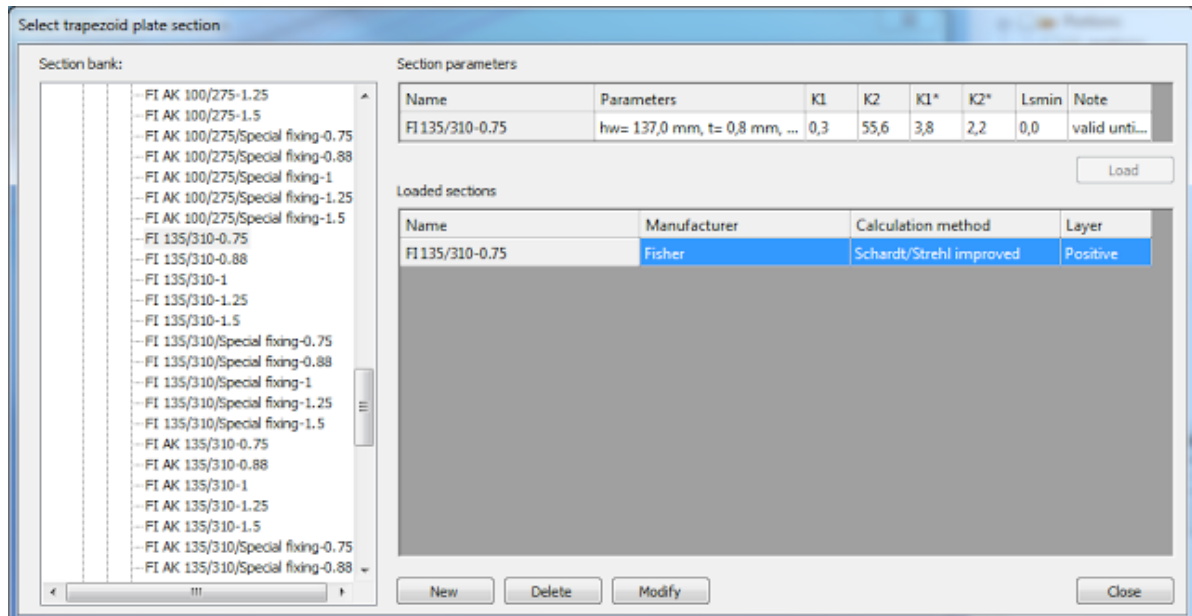 Select trapezoid plate section
Section bank:
FI AK 100/275-1.25
FI AK 100/275-1.5
FI AK 100/275/Special fixing-0.75
FI AK 100/275/Special fixing-0.88
FI AK 100/275/Special fixing-1
FI AK 100/275/Special fixing-1.25
FI AK 100/275/Special fixing-1.5
FI 135/310-0.75
FI 135/310-0.88
FI 135/310-1
FI 135/310-1.25
FI 135/310-1.5
FI 135/310/Special fixing-0.75
FI 135/310/Special fixing-0.88
FI 135/310/Special fixing-1
FI 135/310/Special fixing-1.25
FI 135/310/Special fixing-1.5
FI AK 135/310-0.75
FI AK 135/310-0.88
FI AK 135/310-1
FI AK 135/310-1.25
FI AK 135/310-1.5
FI AK 135/310/Special fixing-0.75
FI AK 135/310/Special fixing-0.88
Section parameters
Name Parameters K1 K2 K1* K2* Lsmin Note
FI 135/310-0.75 hw= 137,0 mm, t= 0,8 mm, ... 0,3 55,6 3,8 2,2 0,0 valid unti...
Load
Loaded sections
Name Manufacturer Calculation method Layer
FI 135/310-0.75 Fisher Schardt/Strehl improved Positive
New Delete Modify Close